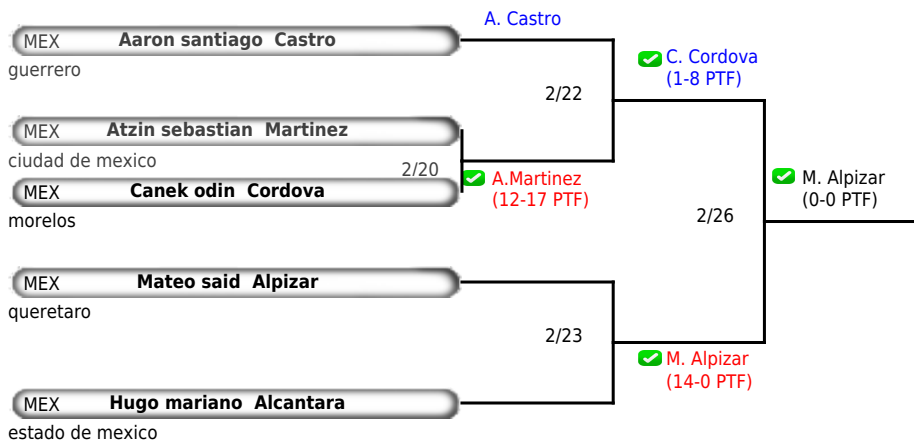 A. Castro
MEX Aaron santiago Castro
guerrero
C. Cordova
(1-8 PTF)
2/22
MEX Atzin sebastian Martinez
ciudad de mexico
2/20
A.Martinez
(12-17 PTF)
MEX Canek odin Cordova
morelos
M. Alpizar
(0-0 PTF)
2/26
MEX Mateo said Alpizar
queretaro
2/23
M. Alpizar
(14-0 PTF)
MEX Hugo mariano Alcantara
estado de mexico